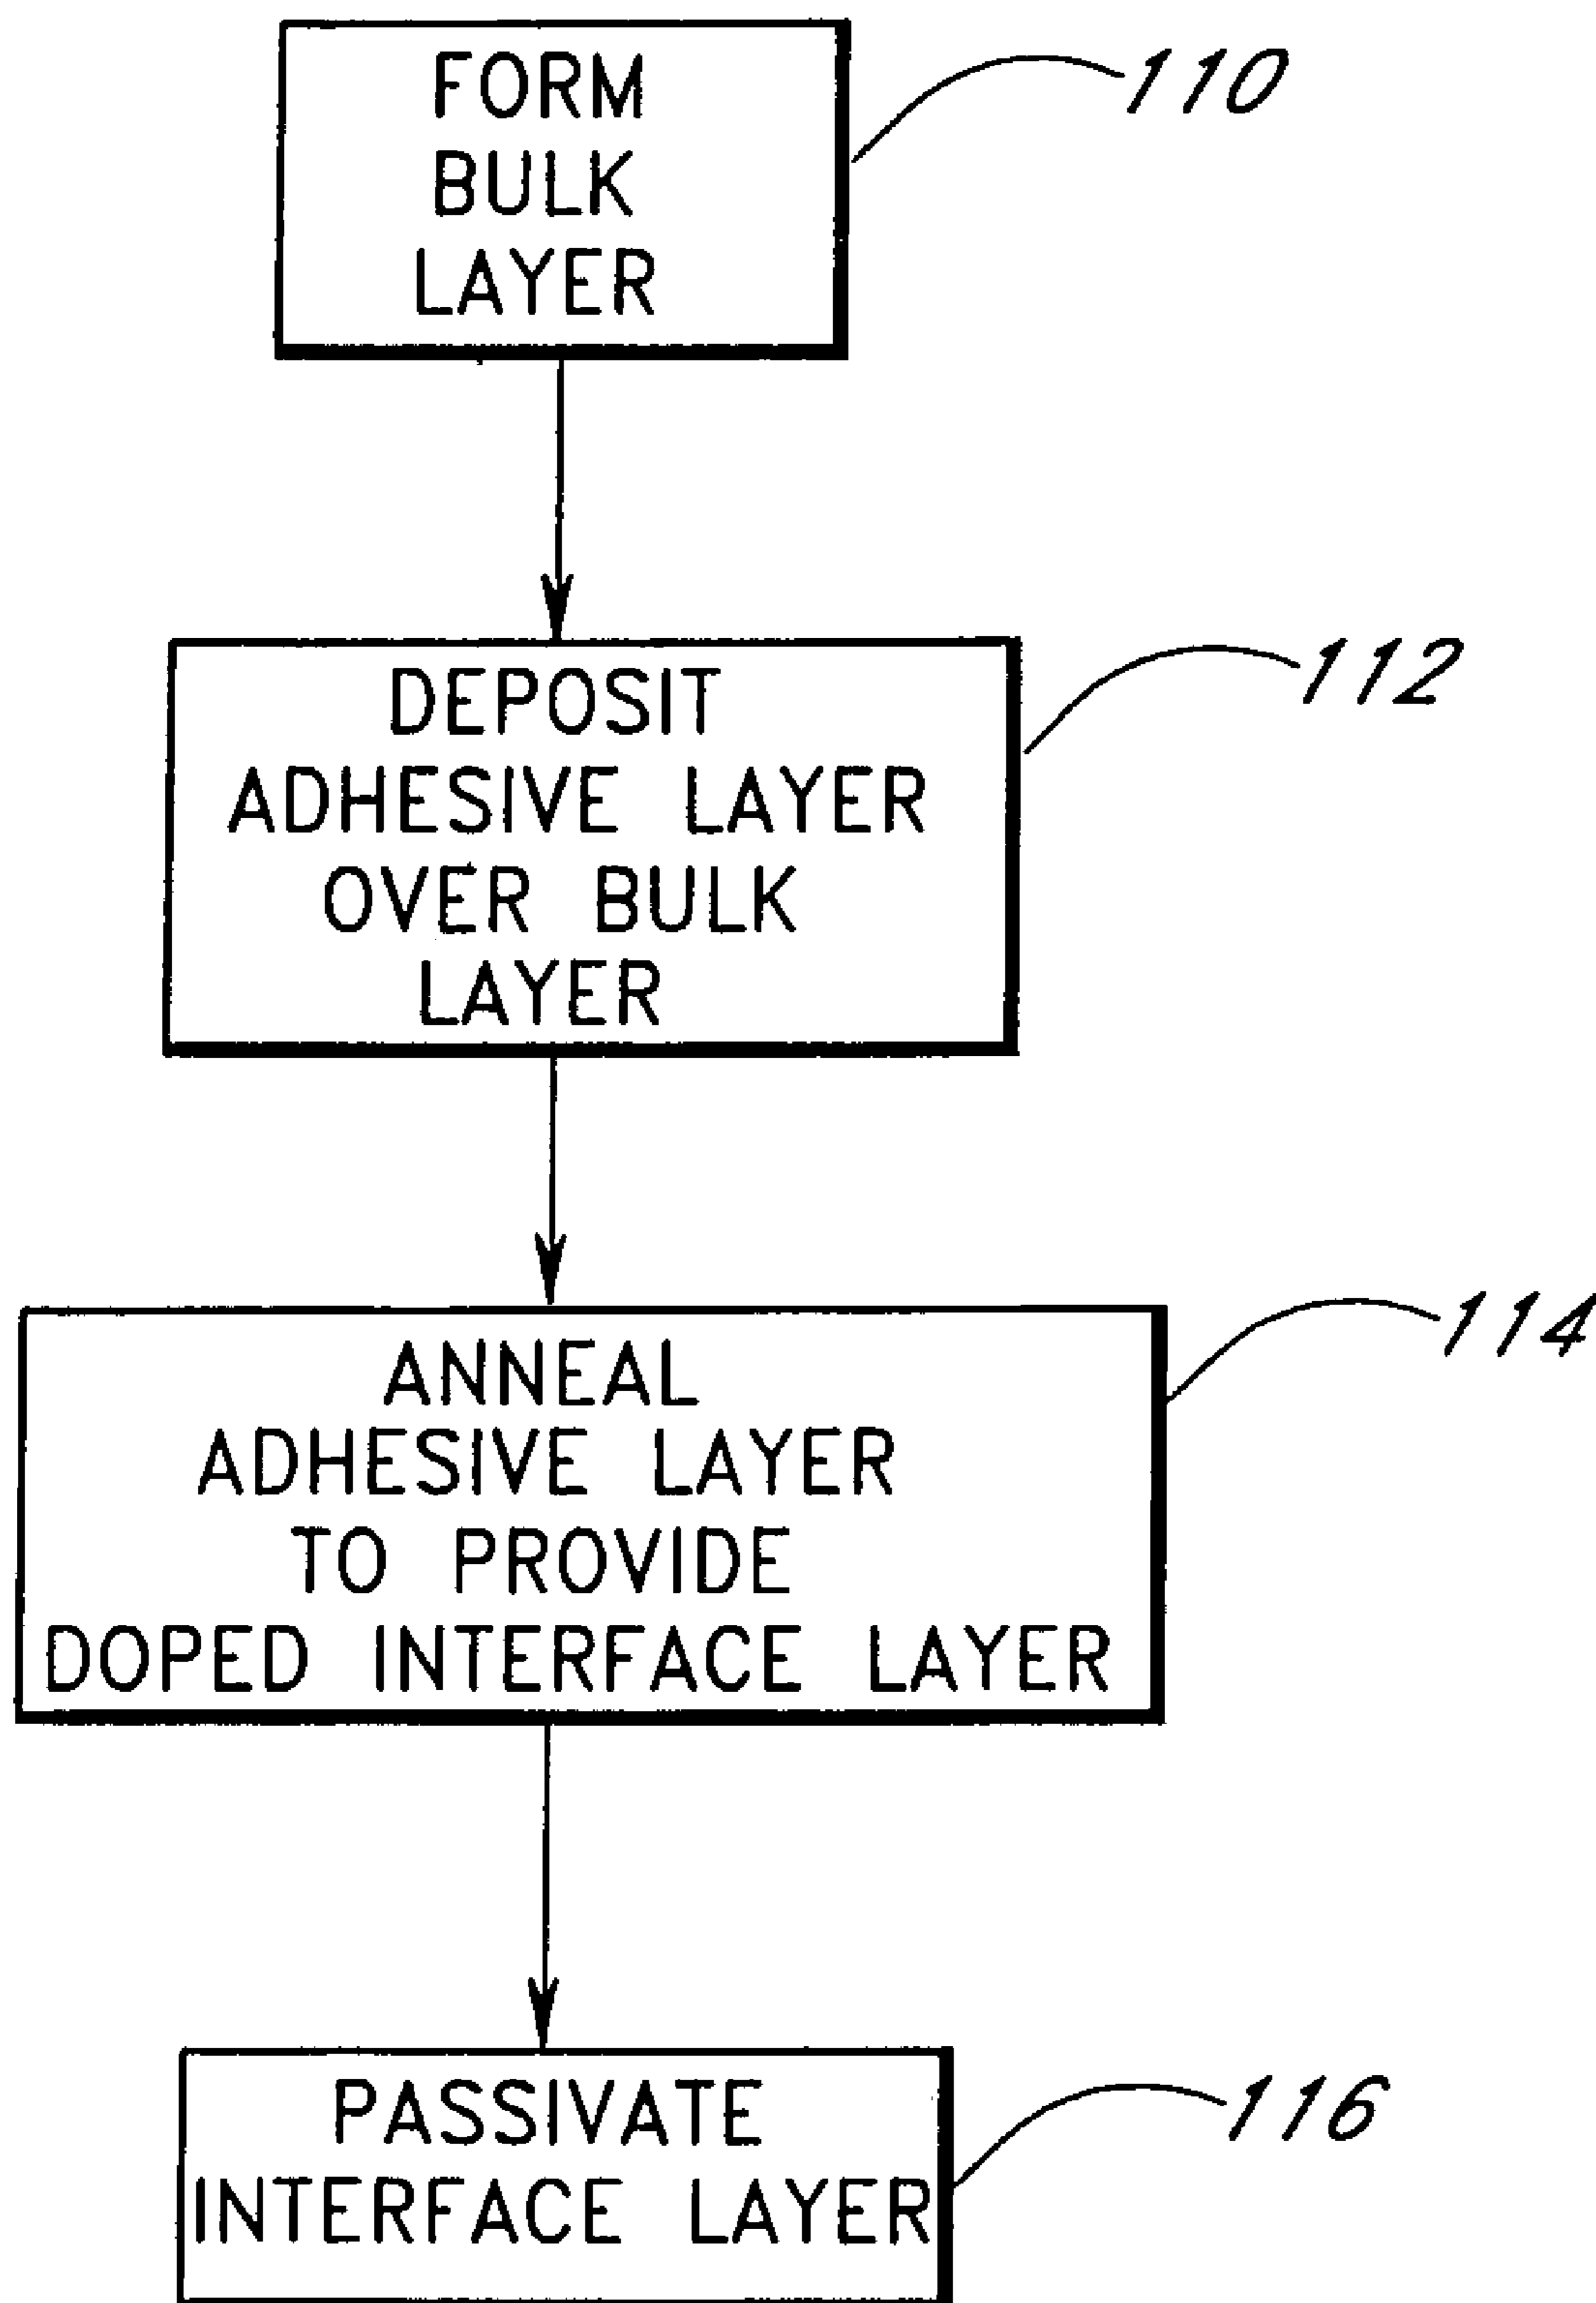 FORM
BULK
LAYER
110
DEPOSIT
ADHESIVE LAYER
OVER BULK
LAYER
112
ANNEAL
ADHESIVE LAYER
TO PROVIDE
DOPED INTERFACE LAYER
114
PASSIVATE
INTERFACE LAYER
116